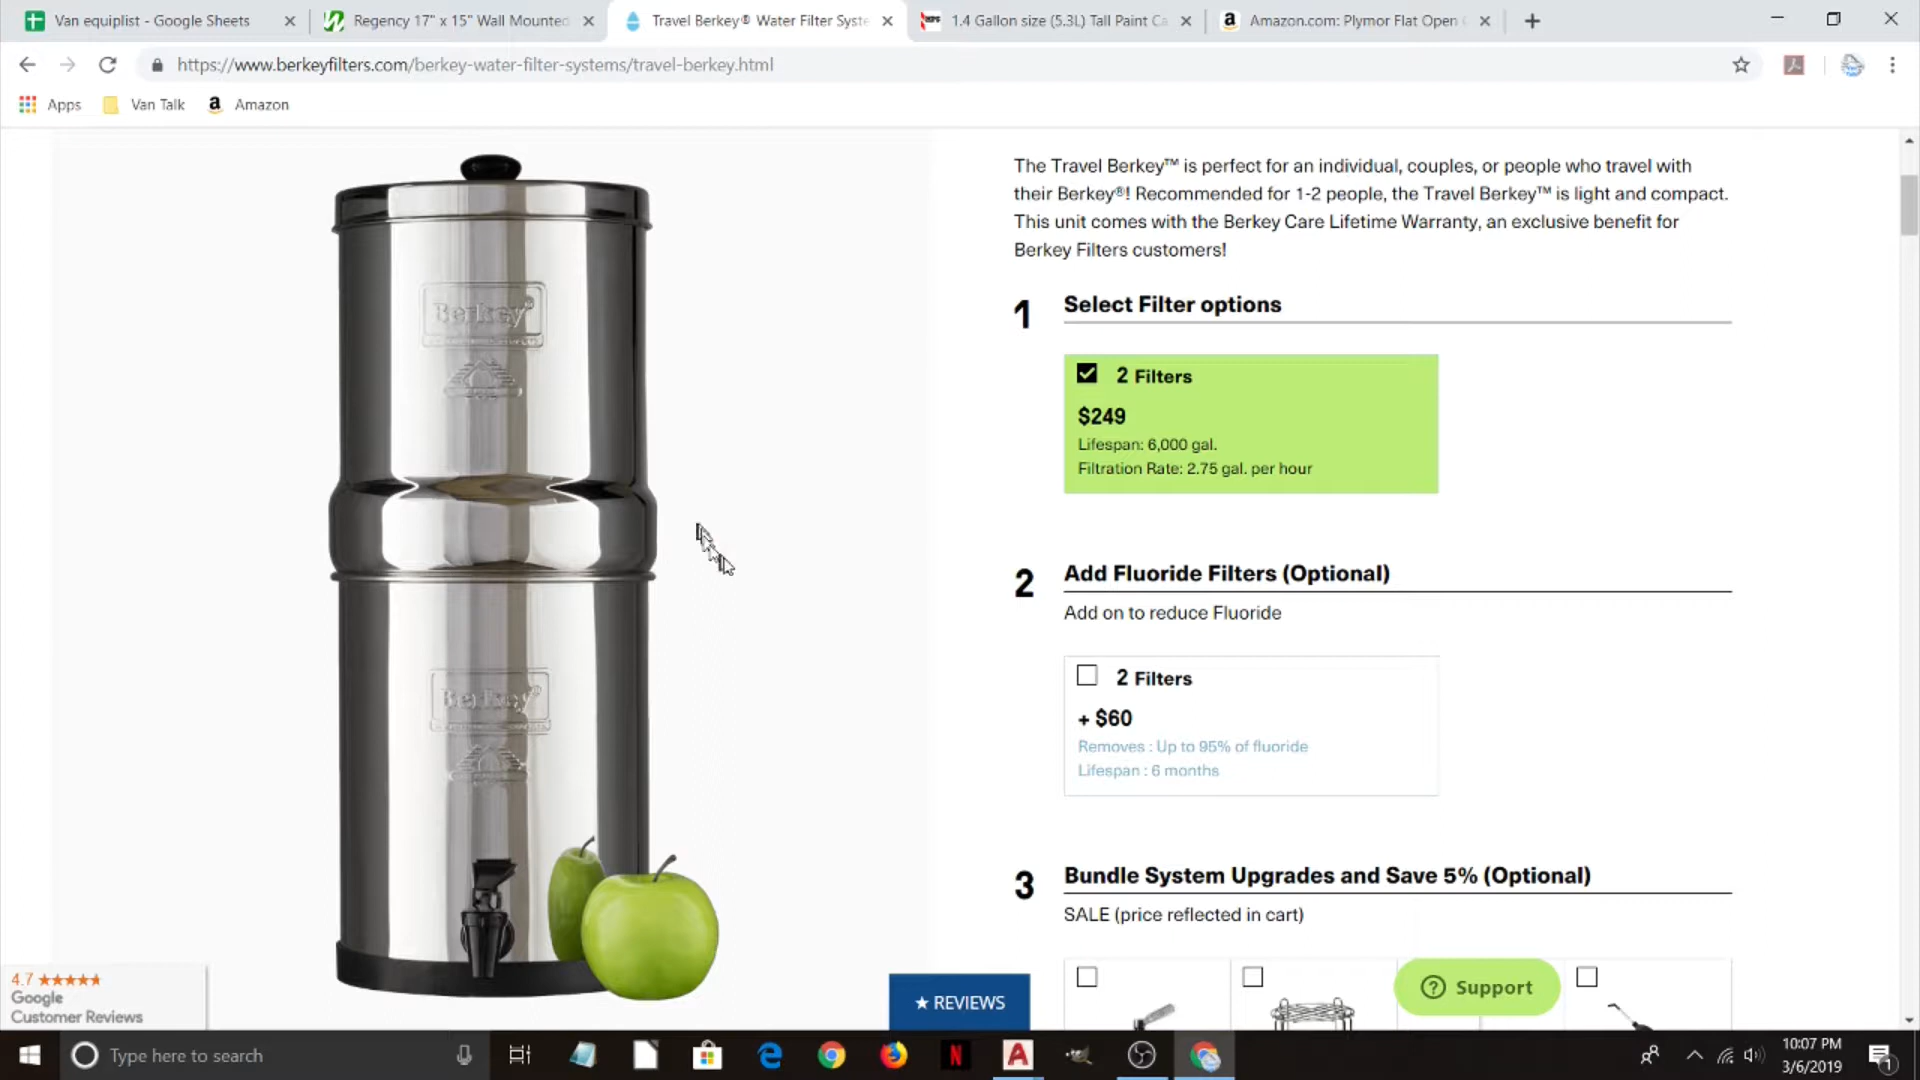 Van equiplist - Google Sheets
Regency 17" x 15" Wall Mounted
Travel Berkey® Water Filter Syste
1.4 Gallon size (5.3L) Tall Paint Ca
Amazon.com: Plymor Flat Open
https://www.berkeyfilters.com/berkey-water-filter-systems/travel-berkey.html
Apps
Van Talk
Amazon
The Travel Berkey™ is perfect for an individual, couples, or people who travel with
their Berkey®! Recommended for 1-2 people, the Travel Berkey™ is light and compact.
This unit comes with the Berkey Care Lifetime Warranty, an exclusive benefit for
Berkey Filters customers!
1 Select Filter options
2 Filters
$249
Lifespan: 6,000 gal.
Filtration Rate: 2.75 gal. per hour
2 Add Fluoride Filters (Optional)
Add on to reduce Fluoride
2 Filters
+ $60
Removes : Up to 95% of fluoride
Lifespan : 6 months
3 Bundle System Upgrades and Save 5% (Optional)
SALE (price reflected in cart)
Berkey®
Berkey®
4.7 ★★★★★
Google
Customer Reviews
★ REVIEWS
? Support
Type here to search
10:07 PM
3/6/2019
1